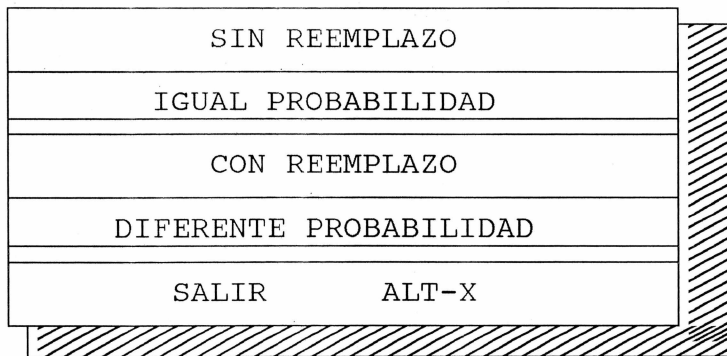 SIN REEMPLAZO
IGUAL PROBABILIDAD
CON REEMPLAZO
DIFERENTE PROBABILIDAD
SALIR ALT-X